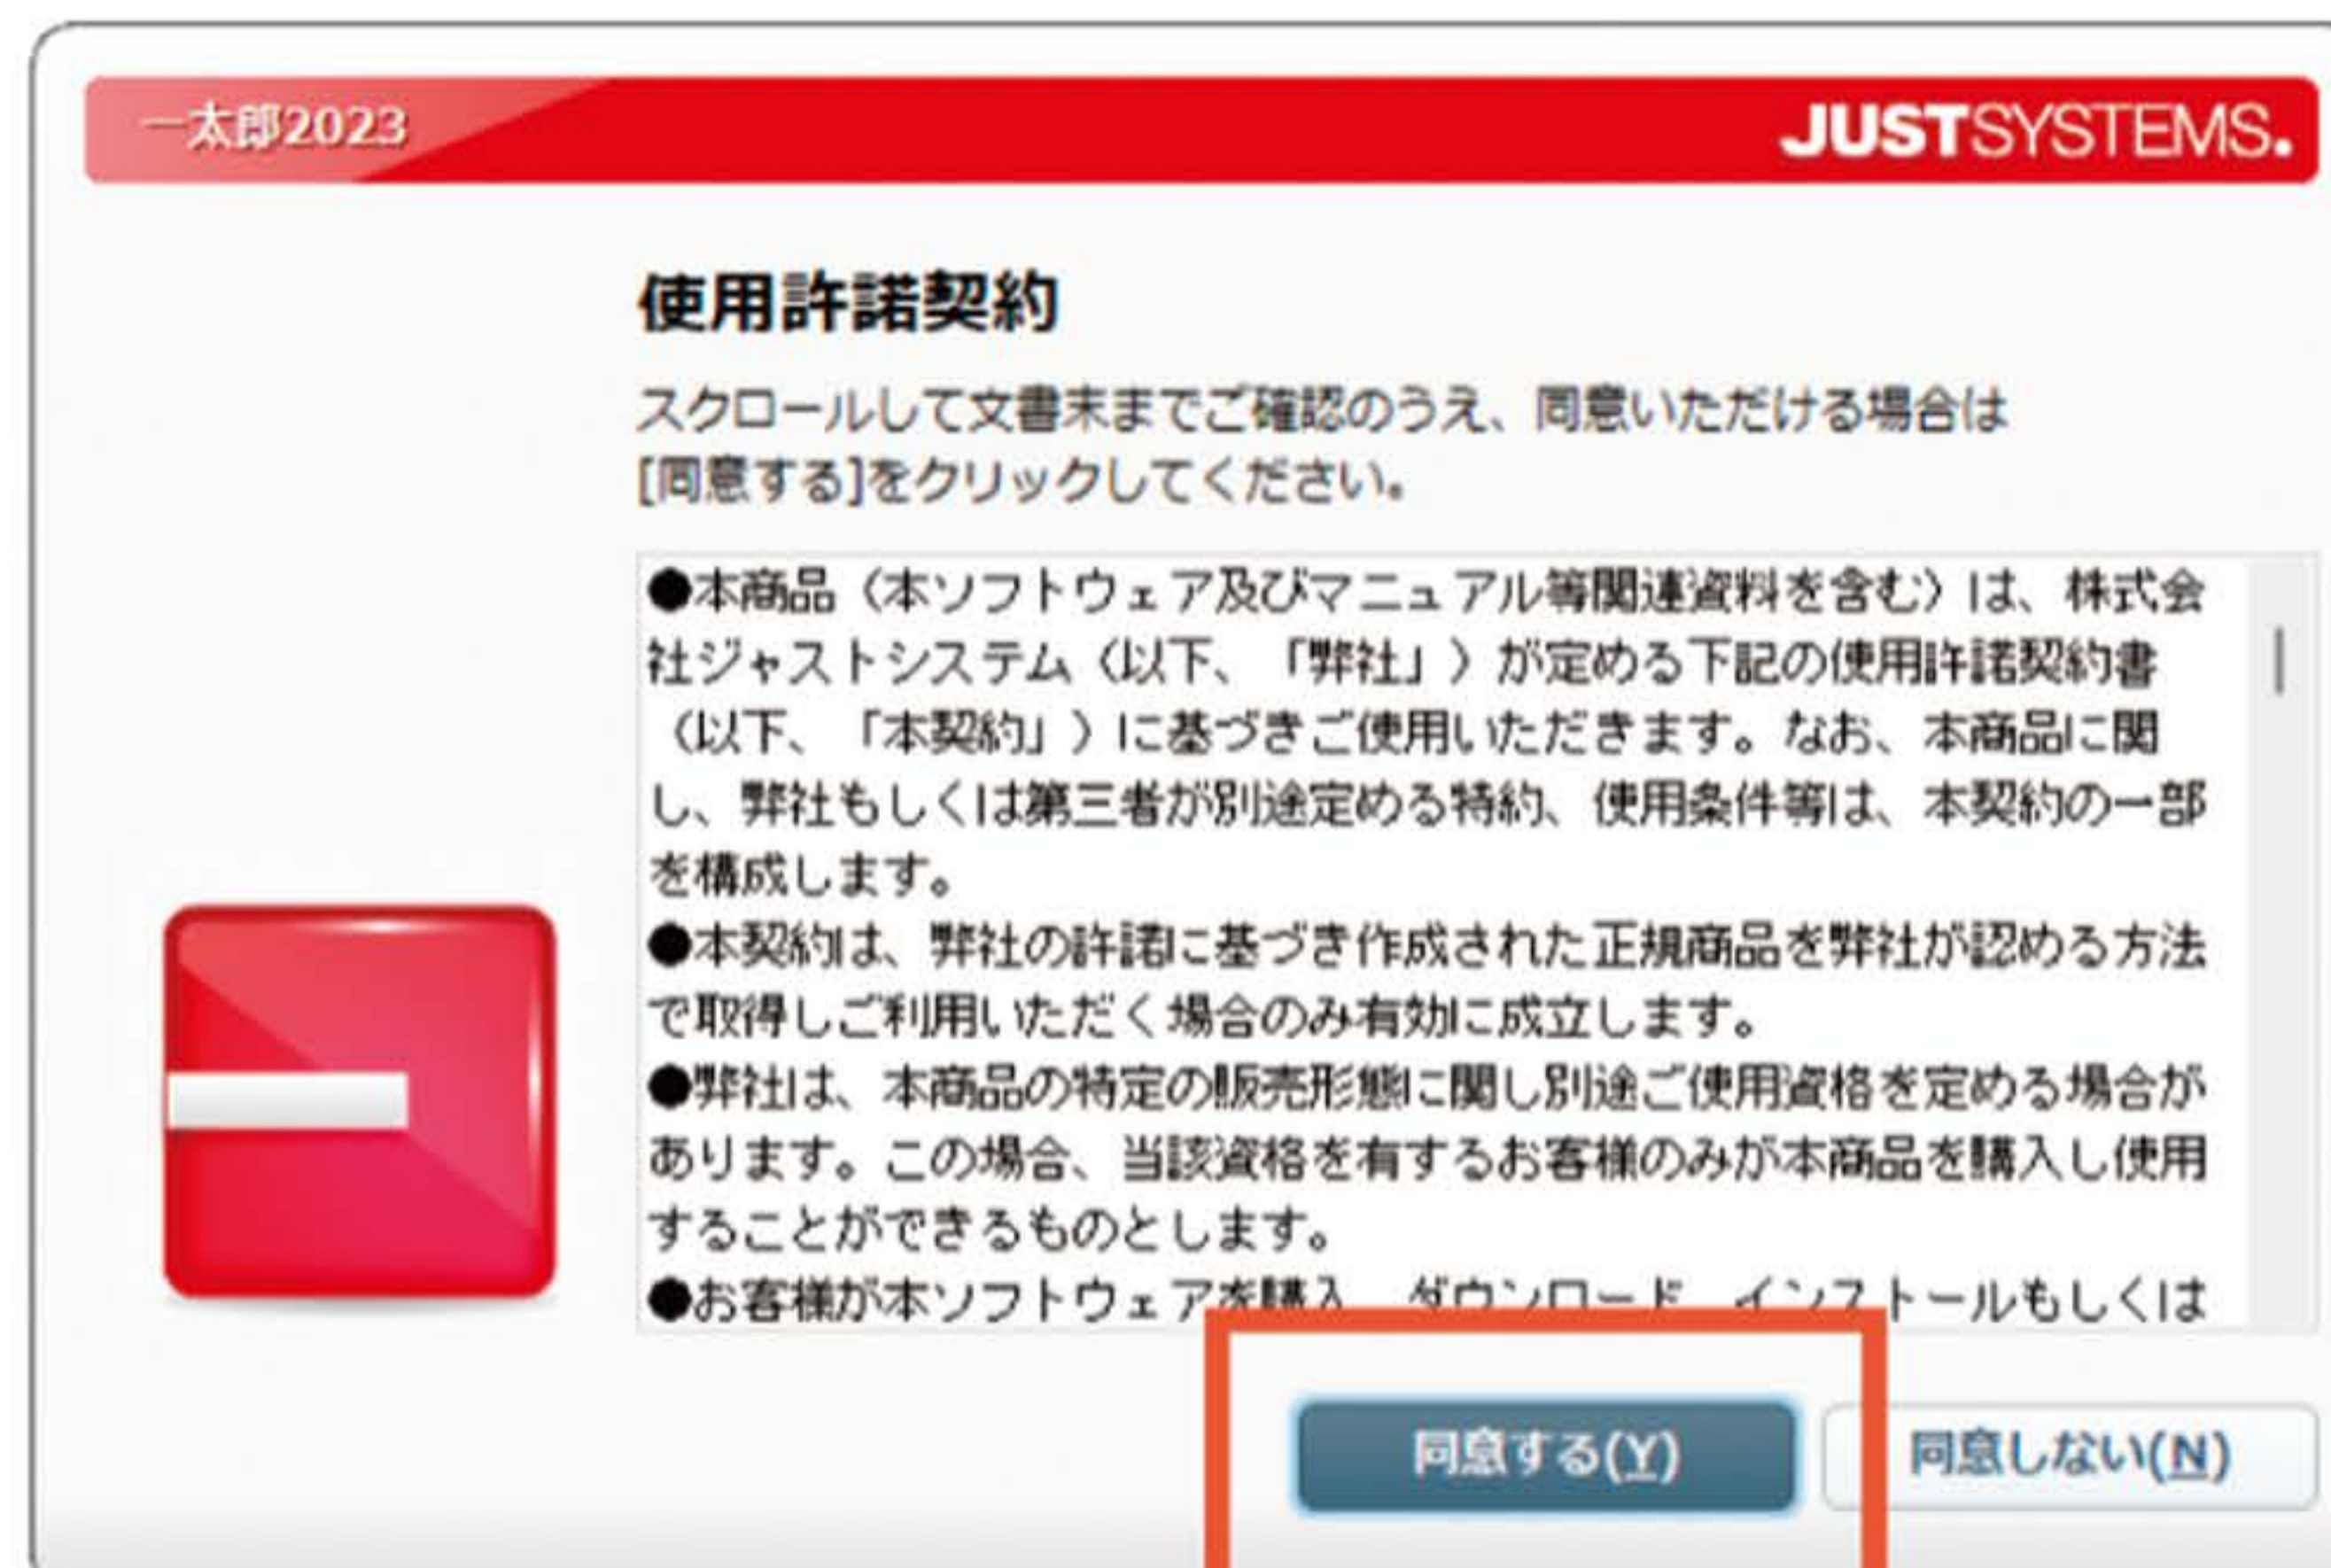 一太郎2023
JUSTSYSTEMS.
使用許諾契約
スクロールして文書末までご確認のうえ、同意いただける場合は
[同意する]をクリックしてください。
●本商品（本ソフトウェア及びマニュアル等関連資料を含む）は、株式会
社ジャストシステム（以下、「弊社」）が定める下記の使用許諾契約書
（以下、「本契約」）に基づきご使用いただきます。なお、本商品に関
し、弊社もしくは第三者が別途定める特約、使用条件等は、本契約の一部
を構成します。
●本契約は、弊社の許諾に基づき作成された正規商品を弊社が認める方法
で取得しご利用いただく場合のみ有効に成立します。
●弊社は、本商品の特定の販売形態に関し別途ご使用資格を定める場合が
あります。この場合、当該資格を有するお客様のみが本商品を購入し使用
することができるものとします。
●お客様が本ソフトウェアを購入　ダウンロード　インストールもしくは
同意する(Y)
同意しない(N)